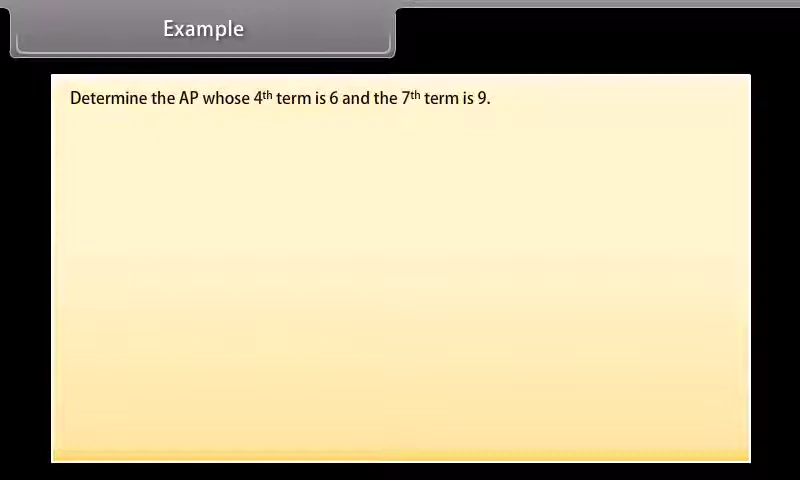 Example
Determine the AP whose 4th term is 6 and the 7th term is 9.